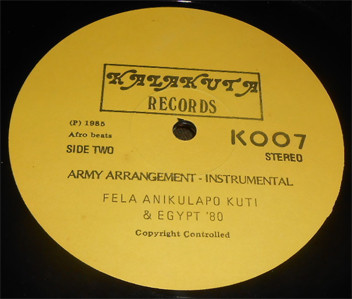 KALAKUTA
RECORDS
(P) 1985
Afro beats
K007
SIDE TWO
STEREO
ARMY ARRANGEMENT - INSTRUMENTAL
FELA ANIKULAPO KUTI
& EGYPT '80
Copyright Controlled